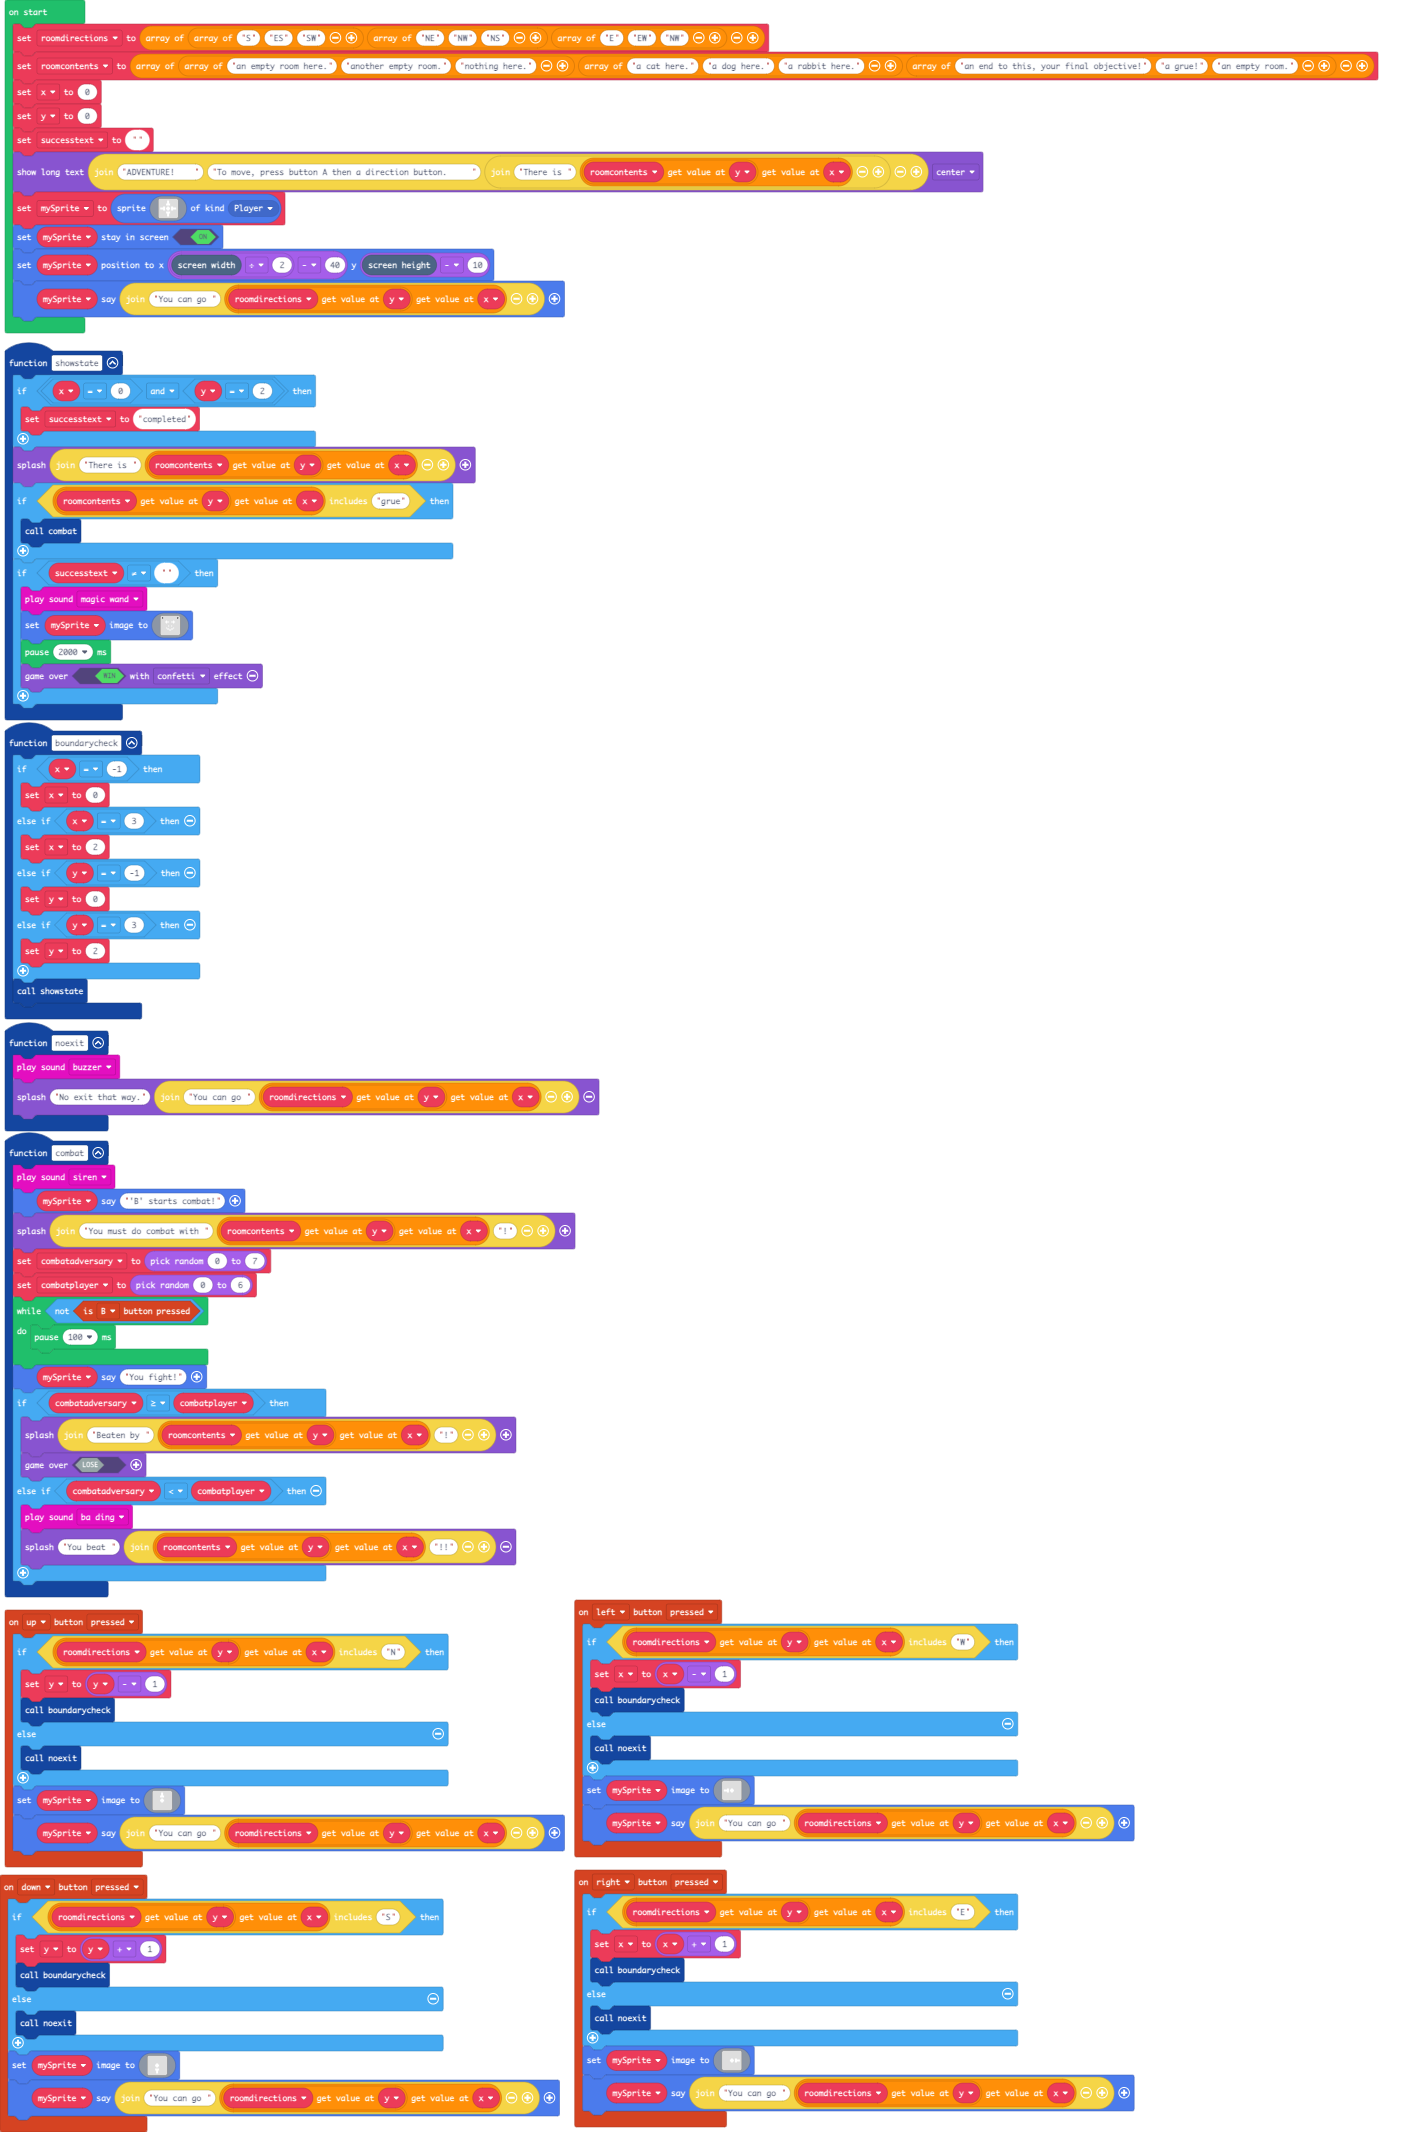 on start
set roomdirections to array of array of "S" "ES" "SW" array of "NE" "NW" "NS" array of "E" "EW" "NW"
set roomcontents to array of array of "an empty room here." "another empty room." "nothing here." array of "a cat here." "a dog here." "a rabbit here." array of "an end to this, your final objective!" "a grue!" "an empty room."
set x to 0
set y to 0
set successtext to ""
show long text join "ADVENTURE! " "To move, press button A then a direction button. " join "There is " roomcontents get value at y get value at x center
set mySprite to sprite of kind Player
set mySprite stay in screen ON
set mySprite position to x screen width ÷ 2 - 40 y screen height - 10
mySprite say join "You can go " roomdirections get value at y get value at x
function showstate
if x = 0 and y = 2 then
set successtext to "completed"
splash join "There is " roomcontents get value at y get value at x
if roomcontents get value at y get value at x includes "grue" then
call combat
if successtext ≠ "" then
play sound magic wand
set mySprite image to
pause 2000 ms
game over WIN with confetti effect
function boundarycheck
if x = -1 then
set x to 0
else if x = 3 then
set x to 2
else if y = -1 then
set y to 0
else if y = 3 then
set y to 2
call showstate
function noexit
play sound buzzer
splash "No exit that way." join "You can go " roomdirections get value at y get value at x
function combat
play sound siren
mySprite say "'B' starts combat!"
splash join "You must do combat with " roomcontents get value at y get value at x "!"
set combatadversary to pick random 0 to 7
set combatplayer to pick random 0 to 6
while not is B button pressed
do pause 100 ms
mySprite say "You fight!"
if combatadversary ≥ combatplayer then
splash join "Beaten by " roomcontents get value at y get value at x "!"
game over LOSE
else if combatadversary < combatplayer then
play sound ba ding
splash "You beat " join roomcontents get value at y get value at x "!!"
on up button pressed
if roomdirections get value at y get value at x includes "N" then
set y to y - 1
call boundarycheck
else
call noexit
set mySprite image to
mySprite say join "You can go " roomdirections get value at y get value at x
on left button pressed
if roomdirections get value at y get value at x includes "W" then
set x to x - 1
call boundarycheck
else
call noexit
set mySprite image to
mySprite say join "You can go " roomdirections get value at y get value at x
on down button pressed
if roomdirections get value at y get value at x includes "S" then
set y to y + 1
call boundarycheck
else
call noexit
set mySprite image to
mySprite say join "You can go " roomdirections get value at y get value at x
on right button pressed
if roomdirections get value at y get value at x includes "E" then
set x to x + 1
call boundarycheck
else
call noexit
set mySprite image to
mySprite say join "You can go " roomdirections get value at y get value at x